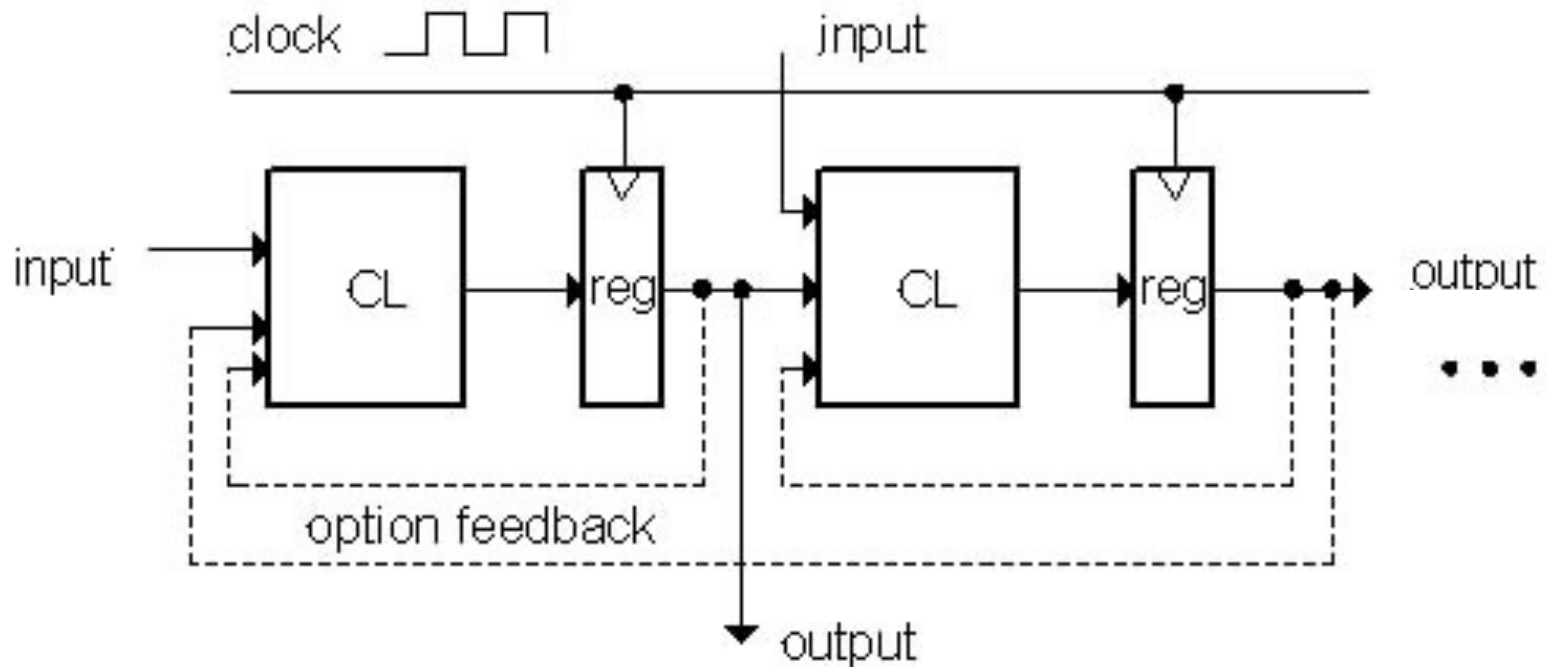 clock
input
input
CL
reg
CL
reg
output
option feedback
output